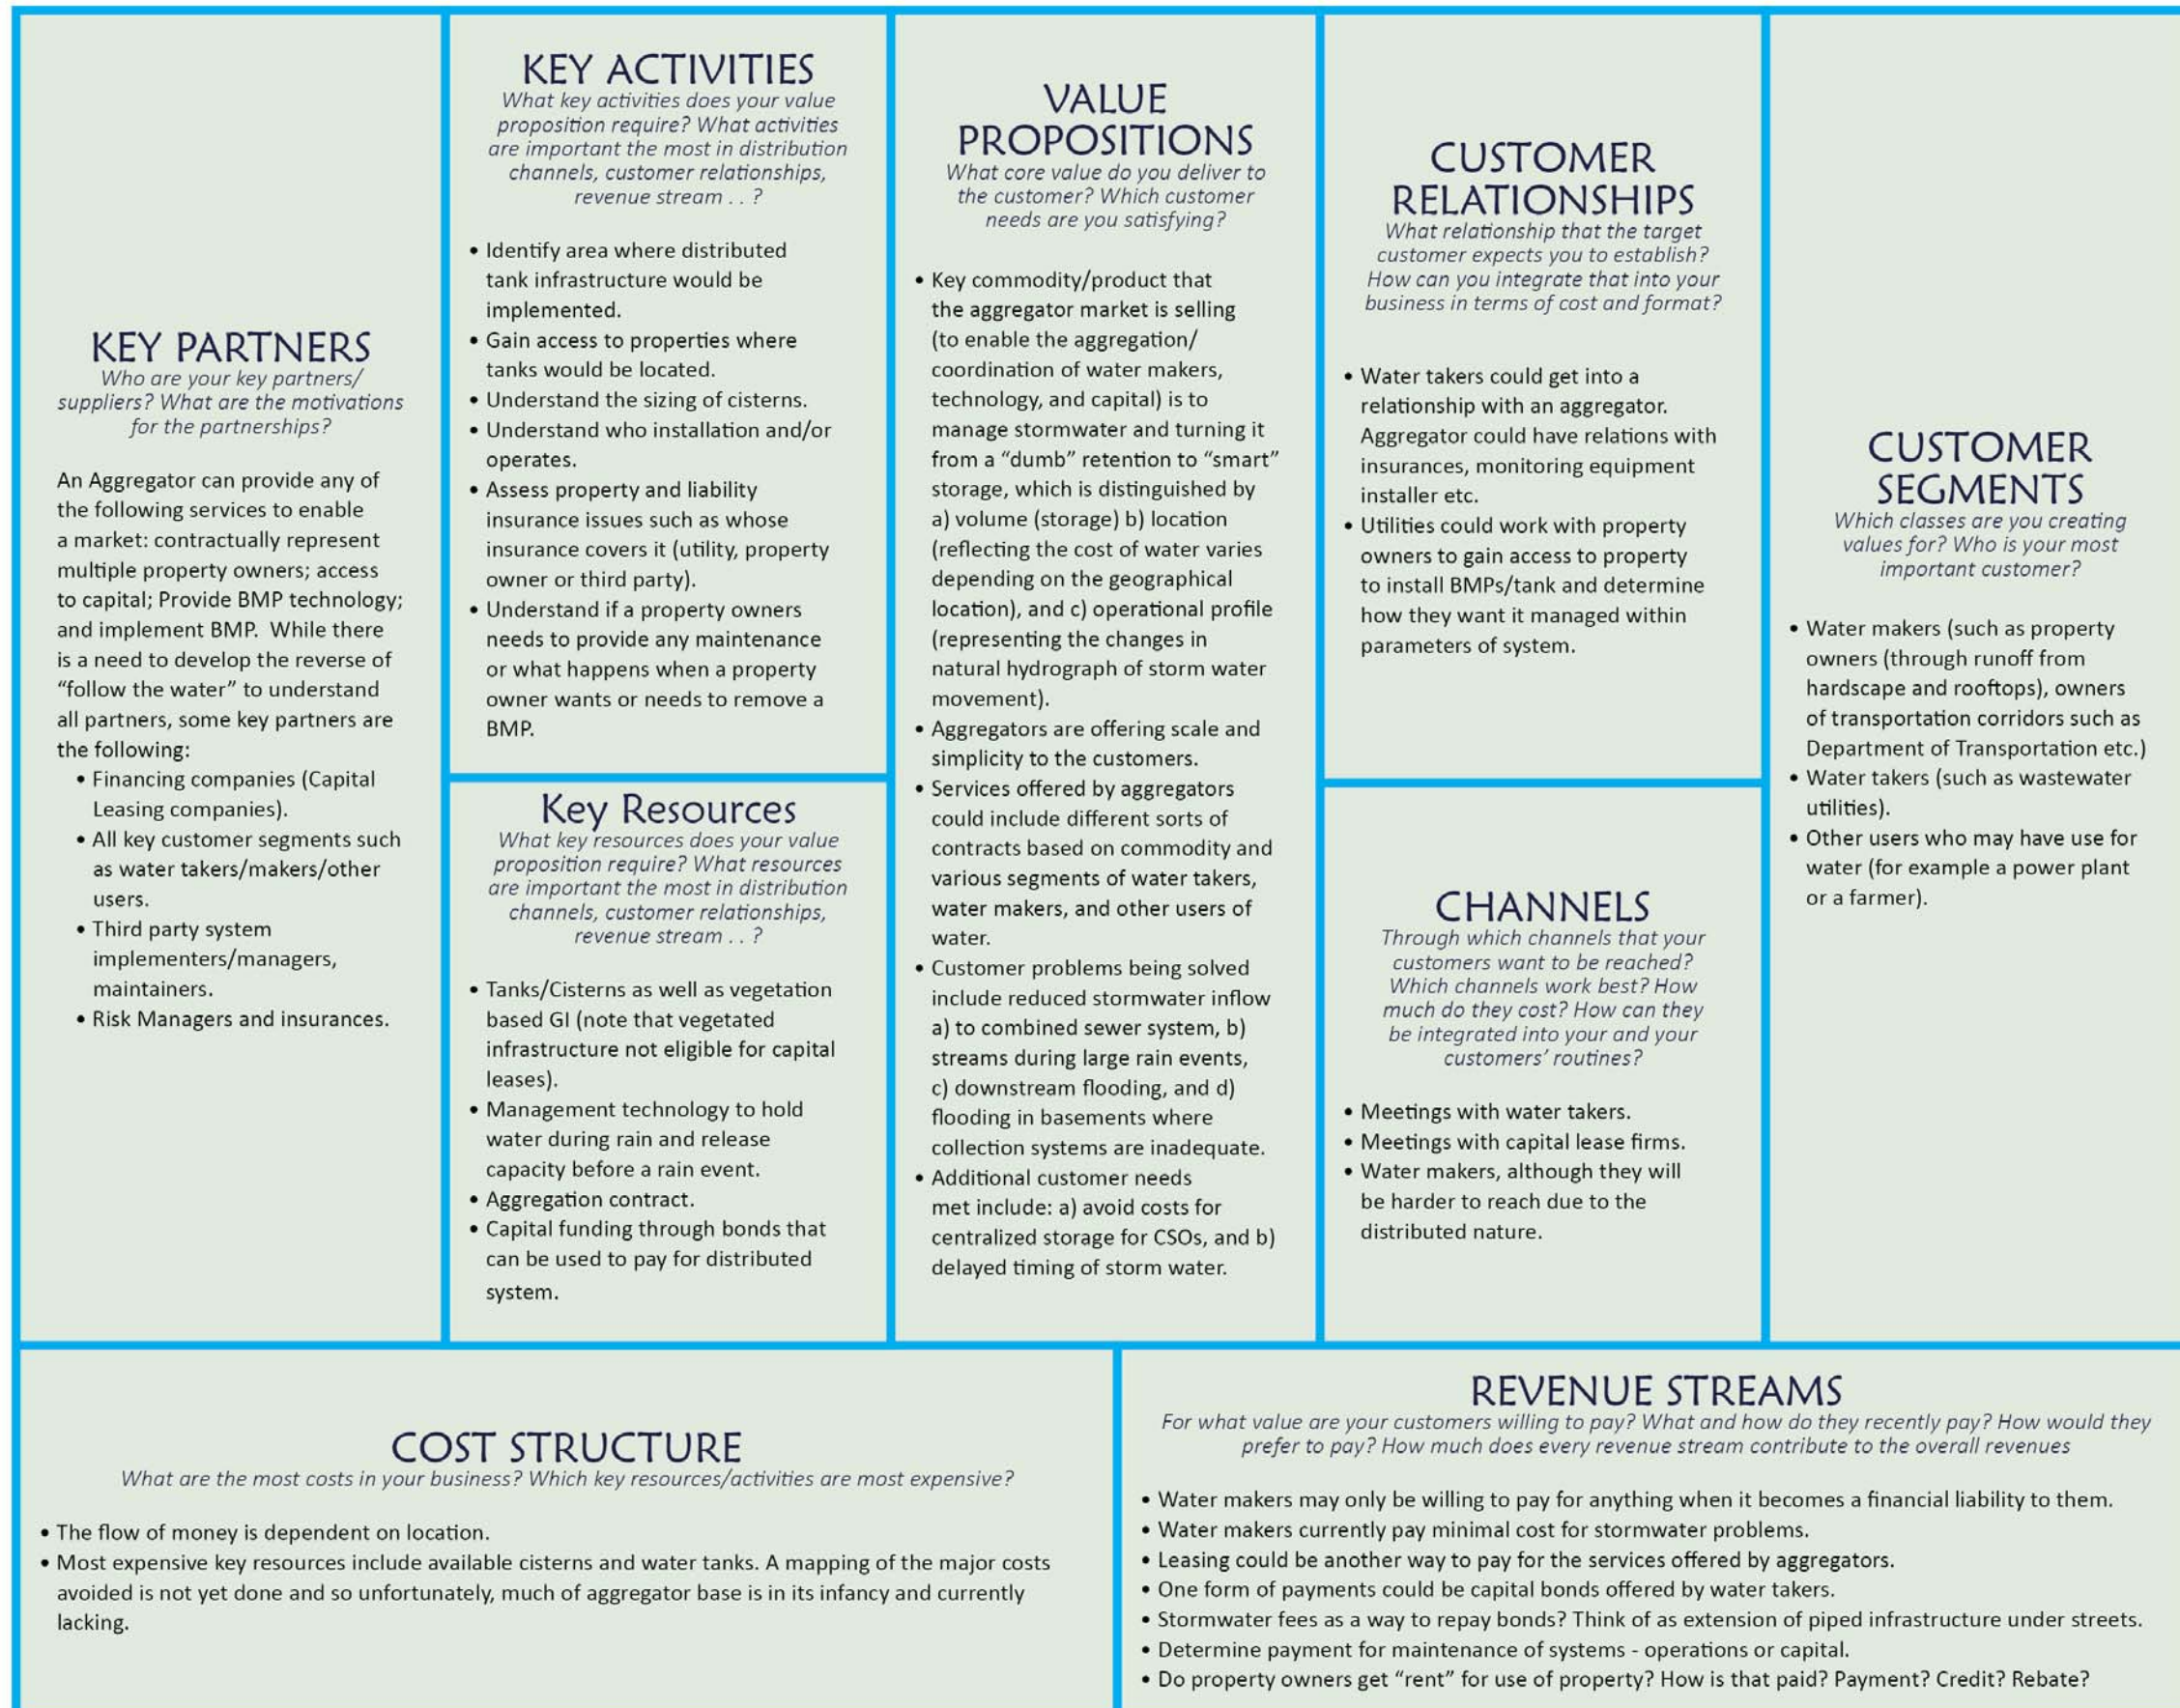 KEY PARTNERS
Who are your key partners/
suppliers? What are the motivations
for the partnerships?
An Aggregator can provide any of
the following services to enable
a market: contractually represent
multiple property owners; access
to capital; Provide BMP technology;
and implement BMP. While there
is a need to develop the reverse of
“follow the water” to understand
all partners, some key partners are
the following:
• Financing companies (Capital
Leasing companies).
• All key customer segments such
as water takers/makers/other
users.
• Third party system
implementers/managers,
maintainers.
• Risk Managers and insurances.
KEY ACTIVITIES
What key activities does your value
proposition require? What activities
are important the most in distribution
channels, customer relationships,
revenue stream . . ?
• Identify area where distributed
tank infrastructure would be
implemented.
• Gain access to properties where
tanks would be located.
• Understand the sizing of cisterns.
• Understand who installation and/or
operates.
• Assess property and liability
insurance issues such as whose
insurance covers it (utility, property
owner or third party).
• Understand if a property owners
needs to provide any maintenance
or what happens when a property
owner wants or needs to remove a
BMP.
Key Resources
What key resources does your value
proposition require? What resources
are important the most in distribution
channels, customer relationships,
revenue stream . . ?
• Tanks/Cisterns as well as vegetation
based GI (note that vegetated
infrastructure not eligible for capital
leases).
• Management technology to hold
water during rain and release
capacity before a rain event.
• Aggregation contract.
• Capital funding through bonds that
can be used to pay for distributed
system.
VALUE
PROPOSITIONS
What core value do you deliver to
the customer? Which customer
needs are you satisfying?
• Key commodity/product that
the aggregator market is selling
(to enable the aggregation/
coordination of water makers,
technology, and capital) is to
manage stormwater and turning it
from a “dumb” retention to “smart”
storage, which is distinguished by
a) volume (storage) b) location
(reflecting the cost of water varies
depending on the geographical
location), and c) operational profile
(representing the changes in
natural hydrograph of storm water
movement).
• Aggregators are offering scale and
simplicity to the customers.
• Services offered by aggregators
could include different sorts of
contracts based on commodity and
various segments of water takers,
water makers, and other users of
water.
• Customer problems being solved
include reduced stormwater inflow
a) to combined sewer system, b)
streams during large rain events,
c) downstream flooding, and d)
flooding in basements where
collection systems are inadequate.
• Additional customer needs
met include: a) avoid costs for
centralized storage for CSOs, and b)
delayed timing of storm water.
CUSTOMER
RELATIONSHIPS
What relationship that the target
customer expects you to establish?
How can you integrate that into your
business in terms of cost and format?
• Water takers could get into a
relationship with an aggregator.
Aggregator could have relations with
insurances, monitoring equipment
installer etc.
• Utilities could work with property
owners to gain access to property
to install BMPs/tank and determine
how they want it managed within
parameters of system.
CHANNELS
Through which channels that your
customers want to be reached?
Which channels work best? How
much do they cost? How can they
be integrated into your and your
customers’ routines?
• Meetings with water takers.
• Meetings with capital lease firms.
• Water makers, although they will
be harder to reach due to the
distributed nature.
CUSTOMER
SEGMENTS
Which classes are you creating
values for? Who is your most
important customer?
• Water makers (such as property
owners (through runoff from
hardscape and rooftops), owners
of transportation corridors such as
Department of Transportation etc.)
• Water takers (such as wastewater
utilities).
• Other users who may have use for
water (for example a power plant
or a farmer).
COST STRUCTURE
What are the most costs in your business? Which key resources/activities are most expensive?
• The flow of money is dependent on location.
• Most expensive key resources include available cisterns and water tanks. A mapping of the major costs
avoided is not yet done and so unfortunately, much of aggregator base is in its infancy and currently
lacking.
REVENUE STREAMS
For what value are your customers willing to pay? What and how do they recently pay? How would they
prefer to pay? How much does every revenue stream contribute to the overall revenues
• Water makers may only be willing to pay for anything when it becomes a financial liability to them.
• Water makers currently pay minimal cost for stormwater problems.
• Leasing could be another way to pay for the services offered by aggregators.
• One form of payments could be capital bonds offered by water takers.
• Stormwater fees as a way to repay bonds? Think of as extension of piped infrastructure under streets.
• Determine payment for maintenance of systems - operations or capital.
• Do property owners get “rent” for use of property? How is that paid? Payment? Credit? Rebate?